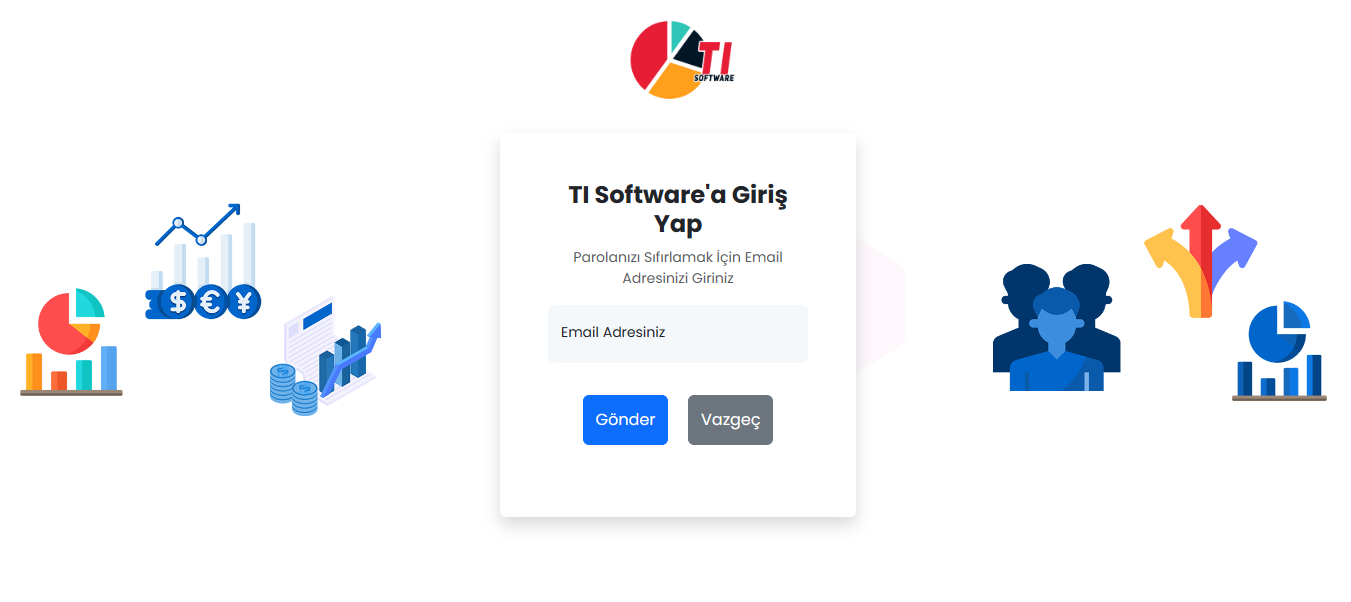 TI
SOFTWARE
TI Software'a Giriş
Yap
Parolanızı Sıfırlamak İçin Email
Adresinizi Giriniz
Email Adresiniz
Gönder
Vazgeç
$ € ¥